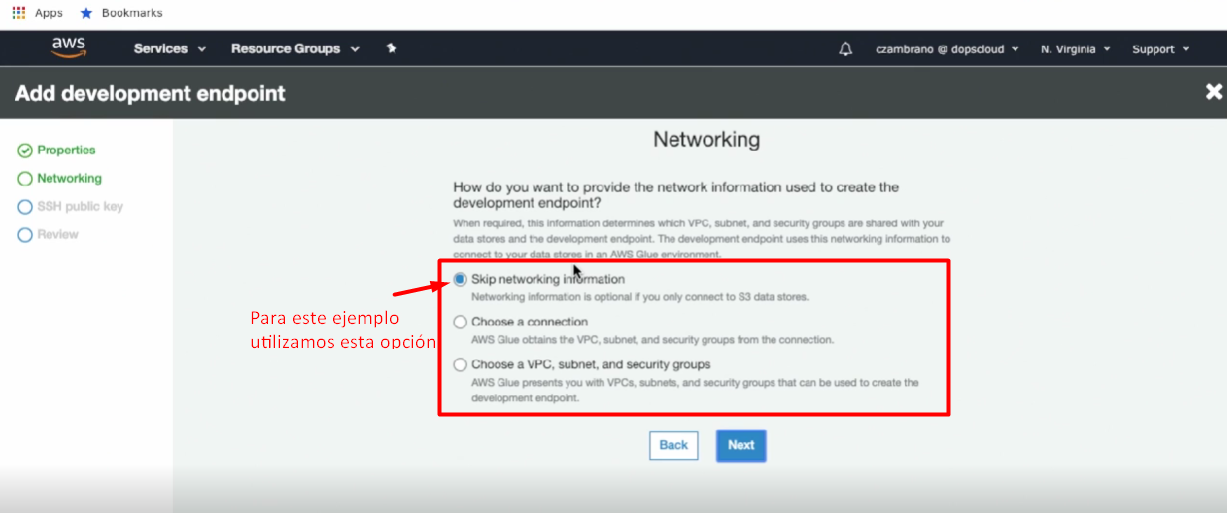 Apps Bookmarks
aws Services Resource Groups czambrano @ dopscloud N. Virginia Support
Add development endpoint
Properties
Networking
SSH public key
Review
Networking
How do you want to provide the network information used to create the
development endpoint?
When required, this information determines which VPC, subnet, and security groups are shared with your
data stores and the development endpoint. The development endpoint uses this networking information to
connect to your data stores in an AWS Glue environment.
Skip networking information
Networking information is optional if you only connect to S3 data stores.
Choose a connection
AWS Glue obtains the VPC, subnet, and security groups from the connection.
Choose a VPC, subnet, and security groups
AWS Glue presents you with VPCs, subnets, and security groups that can be used to create the
development endpoint.
Para este ejemplo
utilizamos esta opción
Back Next